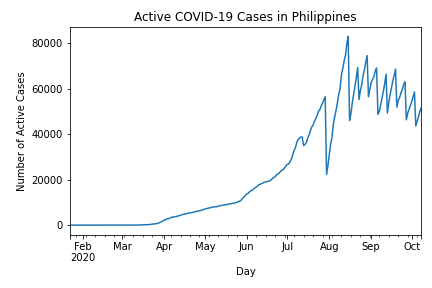 Active COVID-19 Cases in Philippines
Number of Active Cases
80000
60000
40000
20000
0
Feb Mar Apr May Jun Jul Aug Sep Oct
2020
Day